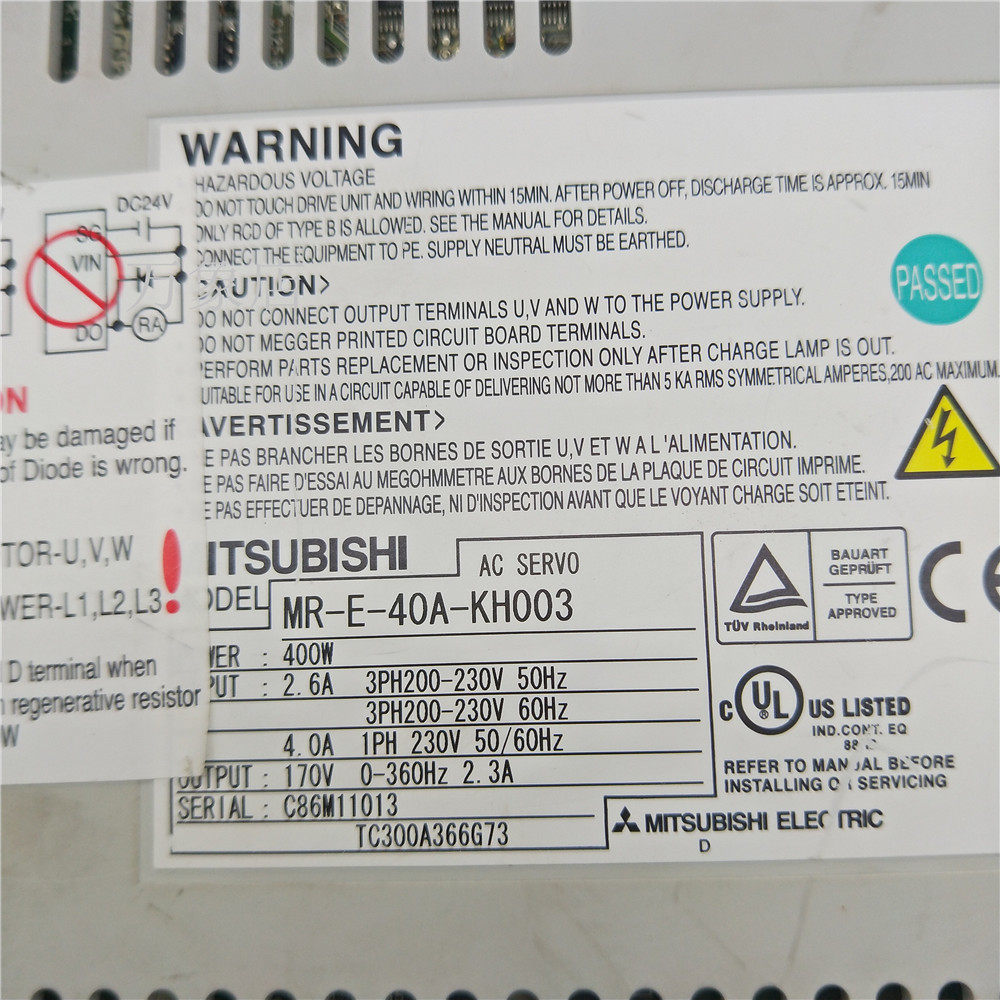 WARNING
HAZARDOUS VOLTAGE
DO NOT TOUCH DRIVE UNIT AND WIRING WITHIN 15MIN. AFTER POWER OFF, DISCHARGE TIME IS APPROX. 15MIN
ONLY RCD OF TYPE B IS ALLOWED. SEE THE MANUAL FOR DETAILS.
CONNECT THE EQUIPMENT TO PE. SUPPLY NEUTRAL MUST BE EARTHED.
CAUTION>
DO NOT CONNECT OUTPUT TERMINALS U,V AND W TO THE POWER SUPPLY.
DO NOT MEGGER PRINTED CIRCUIT BOARD TERMINALS.
PERFORM PARTS REPLACEMENT OR INSPECTION ONLY AFTER CHARGE LAMP IS OUT.
UITABLE FOR USE IN A CIRCUIT CAPABLE OF DELIVERING NOT MORE THAN 5 KA RMS SYMMETRICAL AMPERES,200 AC MAXIMUM.
AVERTISSEMENT>
E PAS BRANCHER LES BORNES DE SORTIE U,V ET W A L'ALIMENTATION.
E PAS FAIRE D'ESSAI AU MEGOHMMETRE AUX BORNES DE LA PLAQUE DE CIRCUIT IMPRIME.
E PAS EFFECTUER DE DEPANNAGE, NI D'INSPECTION AVANT QUE LE VOYANT CHARGE SOIT ETEINT.
PASSED
DC24V
SG
VIN
DO
RA
ON
ay be damaged if
of Diode is wrong.
TOR-U,V,W
WER-L1,L2,L3
!
D terminal when
regenerative resistor
W
MITSUBISHI
AC SERVO
ODEL
MR-E-40A-KH003
WER : 400W
PUT : 2.6A 3PH200-230V 50Hz
3PH200-230V 60Hz
4.0A 1PH 230V 50/60Hz
OUTPUT : 170V 0-360Hz 2.3A
SERIAL : C86M11013
TC300A366G73
TÜV Rheinland
BAUART
GEPRÜFT
TYPE
APPROVED
CE
C UL ® US LISTED
IND.CONT. EQ
REFER TO MANUAL BEFORE
INSTALLING OR SERVICING
MITSUBISHI ELECTRIC
D